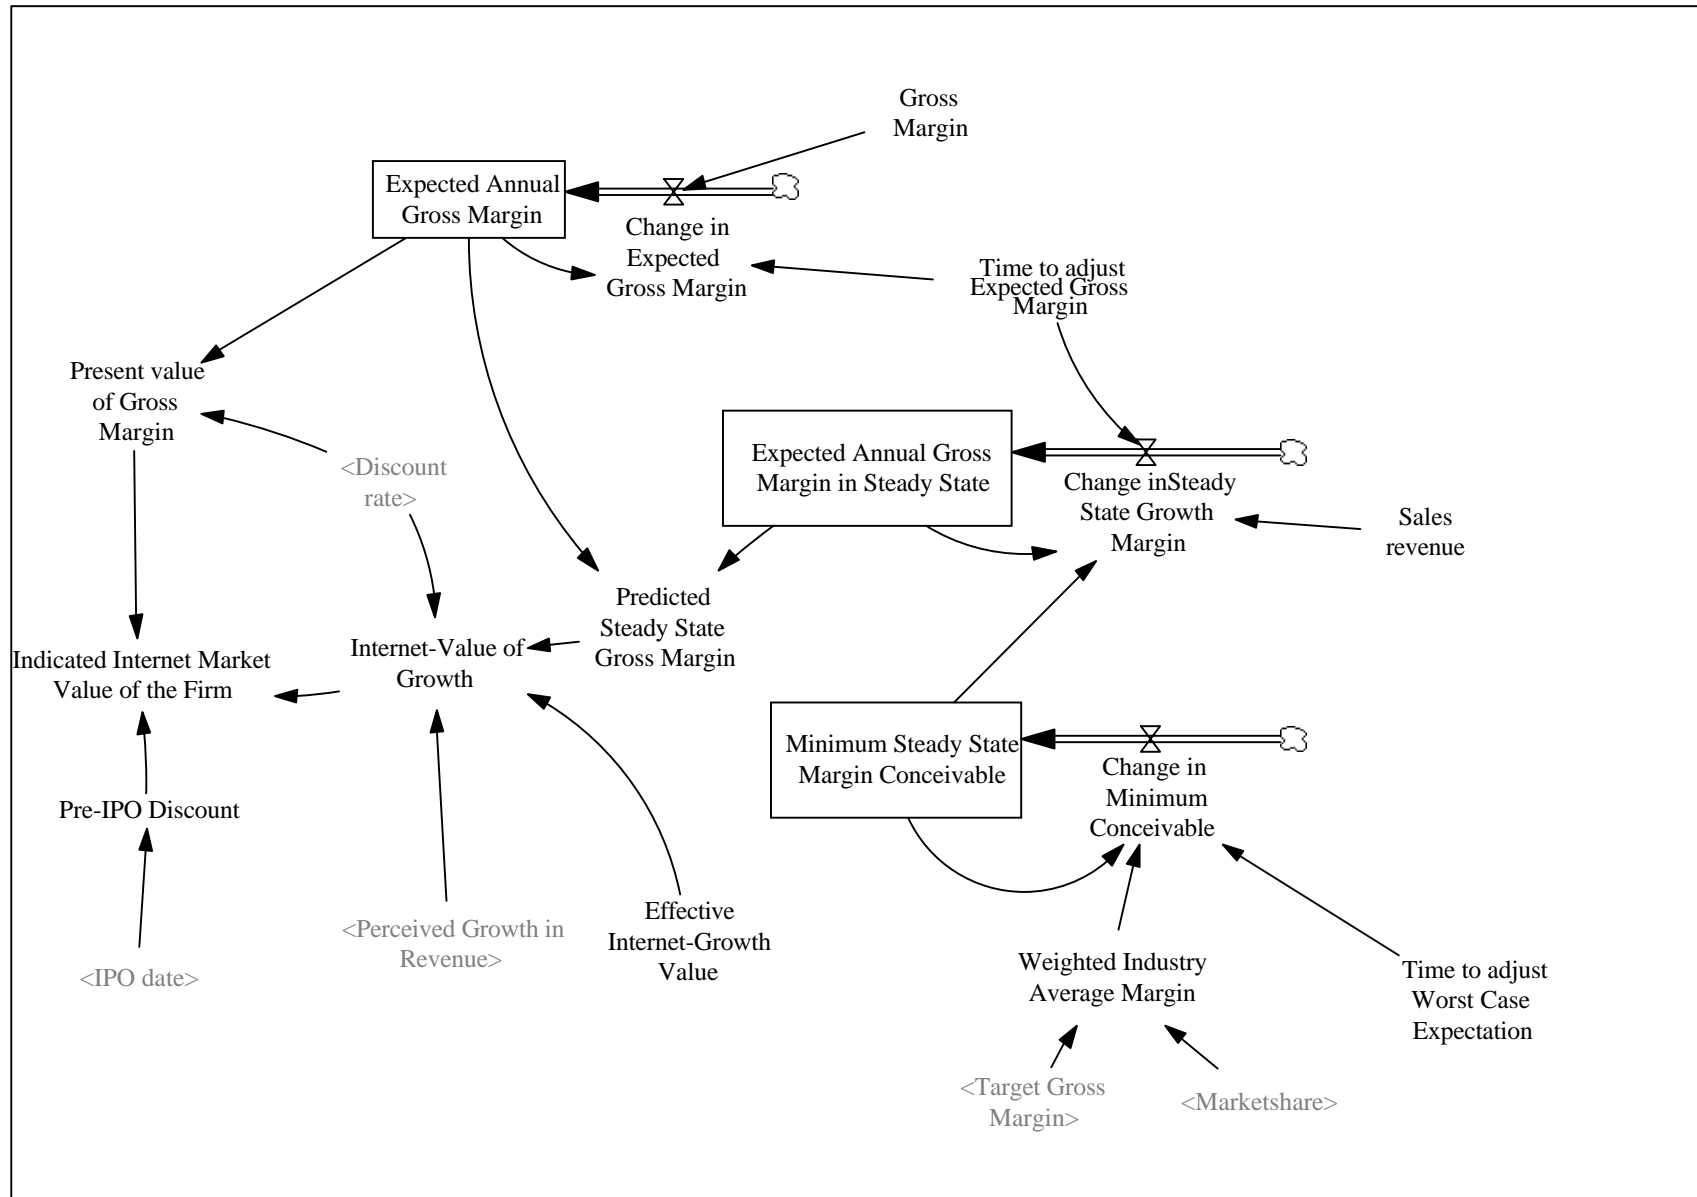 Gross
Margin
Expected Annual
Gross Margin
Change in
Expected
Gross Margin
Time to adjust
Expected Gross
Margin
Present value
of Gross
Margin
<Discount
rate>
Expected Annual Gross
Margin in Steady State
Change inSteady
State Growth
Margin
Sales
revenue
Predicted
Steady State
Gross Margin
Internet-Value of
Growth
Indicated Internet Market
Value of the Firm
Minimum Steady State
Margin Conceivable
Change in
Minimum
Conceivable
Pre-IPO Discount
<IPO date>
<Perceived Growth in
Revenue>
Effective
Internet-Growth
Value
Weighted Industry
Average Margin
Time to adjust
Worst Case
Expectation
<Target Gross
Margin>
<Marketshare>